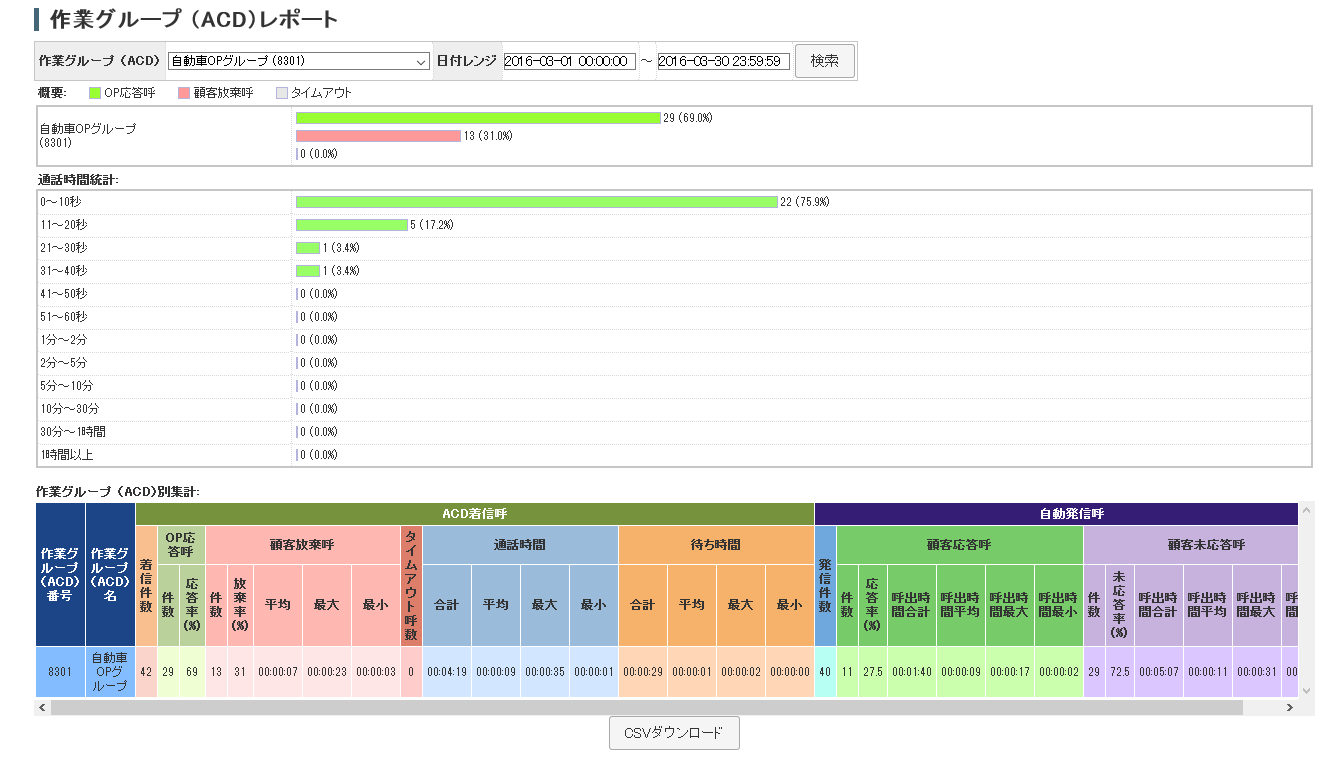 作業グループ（ACD)レポート
作業グループ（ACD) 自動車OPグループ (8301) 日付レンジ 2016-03-01 00:00:00 ～ 2016-03-30 23:59:59 検索
概要: OP応答呼 顧客放棄呼 タイムアウト
自動車OPグループ
(8301)
29 (69.0%)
13 (31.0%)
0 (0.0%)
通話時間統計:
0～10秒 22 (75.9%)
11～20秒 5 (17.2%)
21～30秒 1 (3.4%)
31～40秒 1 (3.4%)
41～50秒 0 (0.0%)
51～60秒 0 (0.0%)
1分～2分 0 (0.0%)
2分～5分 0 (0.0%)
5分～10分 0 (0.0%)
10分～30分 0 (0.0%)
30分～1時間 0 (0.0%)
1時間以上 0 (0.0%)
作業グループ（ACD)別集計:
作業グループ(ACD)番号 作業グループ(ACD)名 ACD着信呼 自動発信呼
着信件数 OP応答呼 顧客放棄呼 タイムアウト呼数 通話時間 待ち時間 発信件数 顧客応答呼 顧客未応答呼
件数 応答率(%) 件数 放棄率(%) 平均 最大 最小 合計 平均 最大 最小 合計 平均 最大 最小 件数 応答率(%) 呼出時間合計 呼出時間平均 呼出時間最大 呼出時間最小 件数 未応答率(%) 呼出時間合計 呼出時間平均 呼出時間最大 呼間
8301 自動車OPグループ 42 29 69 13 31 00:00:07 00:00:23 00:00:03 0 00:04:19 00:00:09 00:00:35 00:00:01 00:00:29 00:00:01 00:00:02 00:00:00 40 11 27.5 00:01:40 00:00:09 00:00:17 00:00:02 29 72.5 00:05:07 00:00:11 00:00:31 00
CSVダウンロード